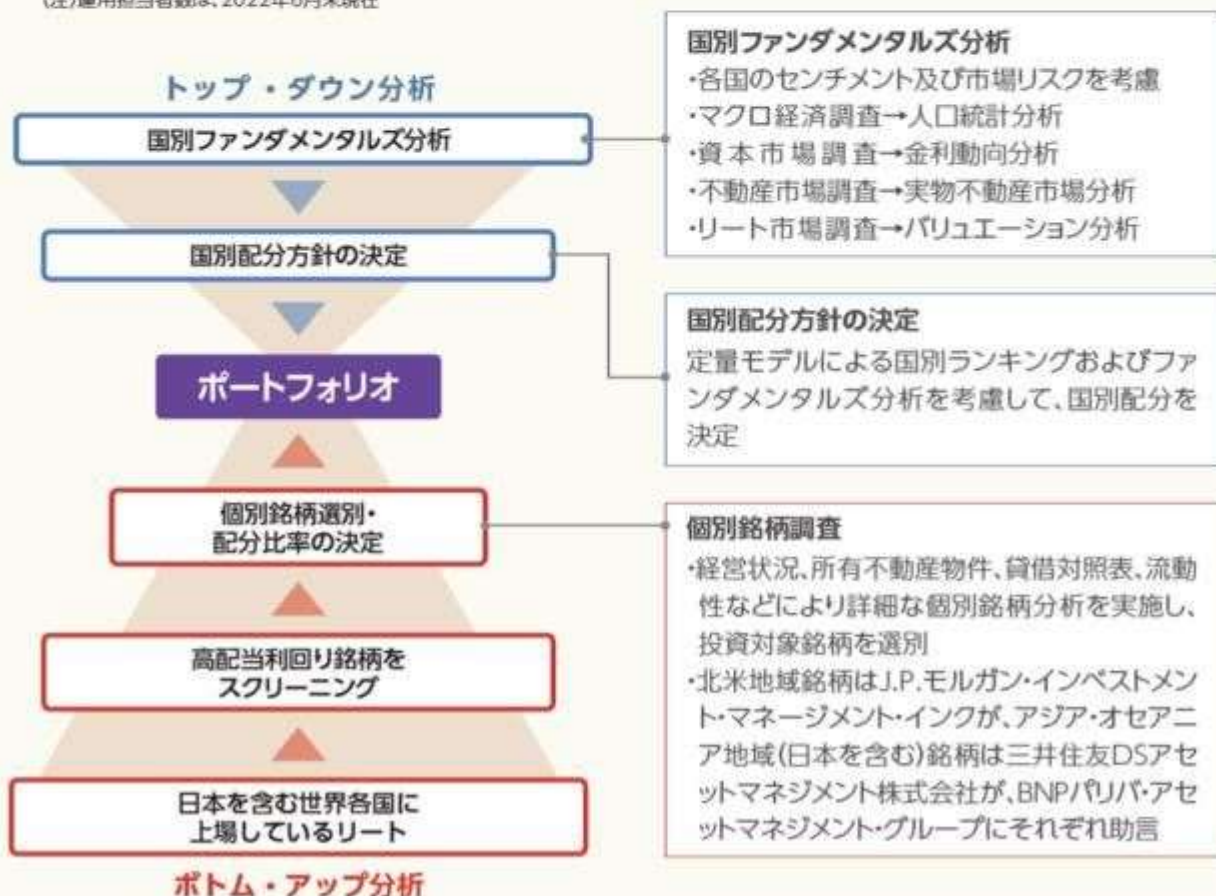 (注)運用担当者数は、2022年6月末現在
トップ・ダウン分析
国別ファンダメンタルズ分析
国別配分方針の決定
ポートフォリオ
個別銘柄選別・
配分比率の決定
高配当利回り銘柄を
スクリーニング
日本を含む世界各国に
上場しているリート
ボトム・アップ分析
国別ファンダメンタルズ分析
・各国のセンチメント及び市場リスクを考慮
・マクロ経済調査→人口統計分析
・資本市場調査→金利動向分析
・不動産市場調査→実物不動産市場分析
・リート市場調査→バリュエーション分析
国別配分方針の決定
定量モデルによる国別ランキングおよびファ
ンダメンタルズ分析を考慮して、国別配分を
決定
個別銘柄調査
・経営状況、所有不動産物件、貸借対照表、流動
性などにより詳細な個別銘柄分析を実施し、
投資対象銘柄を選別
・北米地域銘柄はJ.P.モルガン・インベストメン
ト・マネージメント・インクが、アジア・オセアニ
ア地域(日本を含む)銘柄は三井住友DSアセ
ットマネジメント株式会社が、BNPパリバ・アセ
ットマネジメント・グループにそれぞれ助言